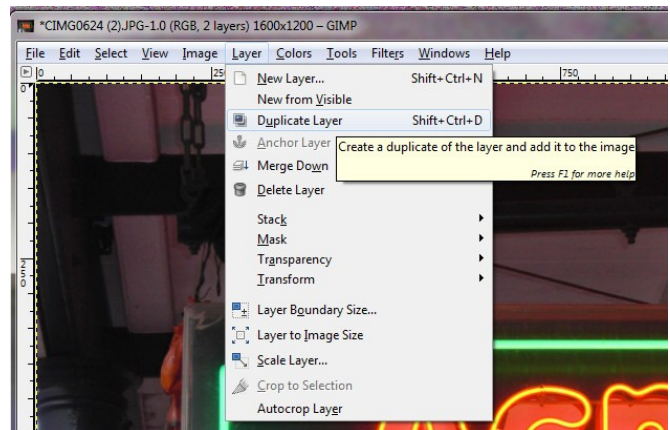 *CIMG0624 (2).JPG-1.0 (RGB, 2 layers) 1600x1200 – GIMP
File Edit Select View Image Layer Colors Tools Filters Windows Help
0 25 750
0
250
New Layer... Shift+Ctrl+N
New from Visible
Duplicate Layer Shift+Ctrl+D
Anchor Layer
Create a duplicate of the layer and add it to the image
Press F1 for more help
Merge Down
Delete Layer
Stack
Mask
Transparency
Transform
Layer Boundary Size...
Layer to Image Size
Scale Layer...
Crop to Selection
Autocrop Layer